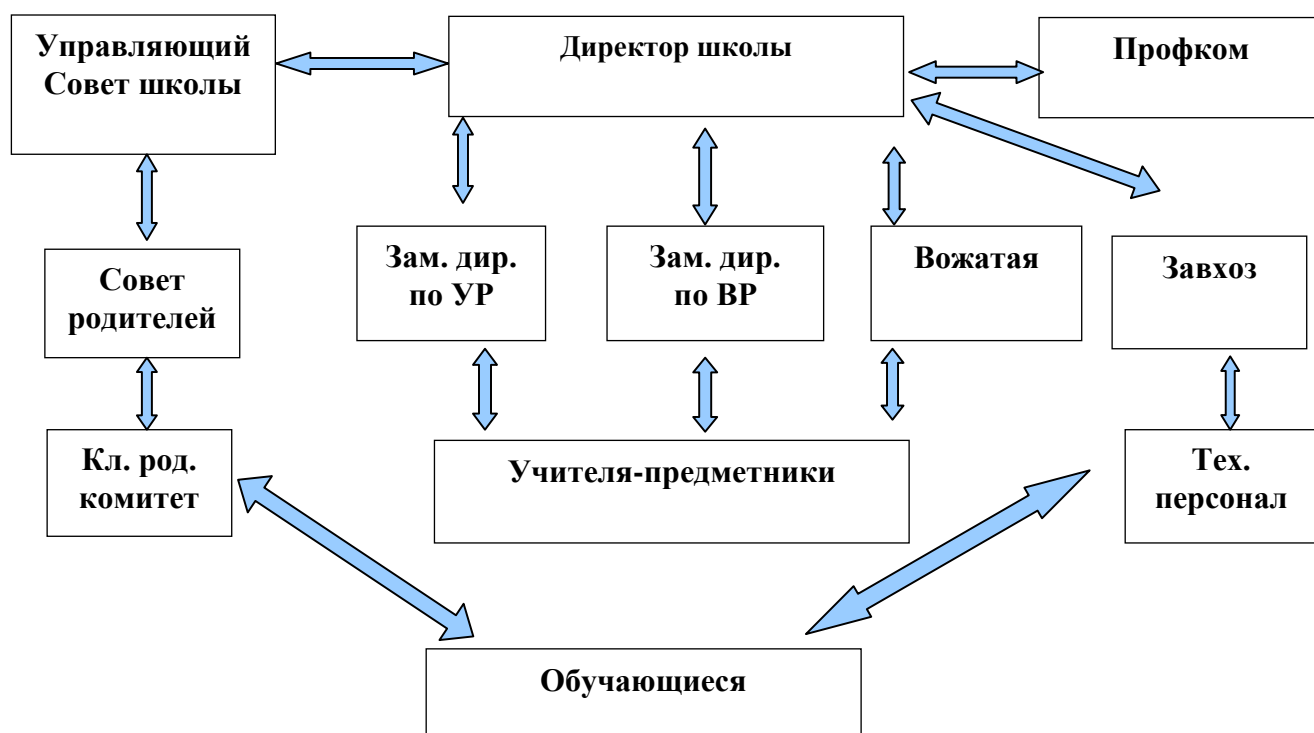 Управляющий
Совет школы
Директор школы
Профком
Совет
родителей
Зам. дир.
по УР
Зам. дир.
по ВР
Вожатая
Завхоз
Кл. род.
комитет
Учителя-предметники
Тех.
персонал
Обучающиеся